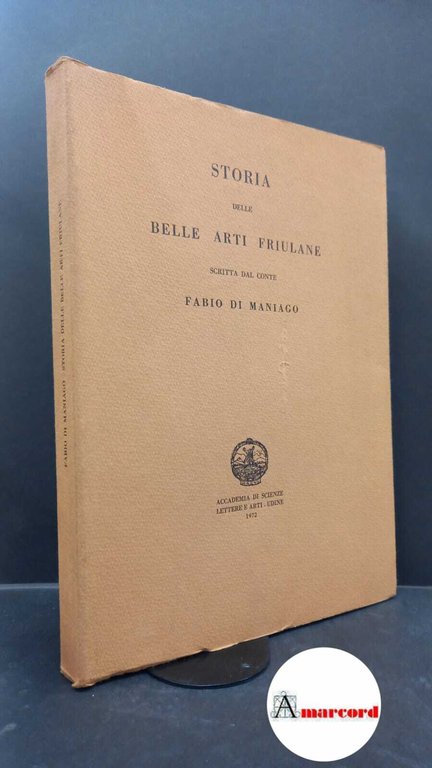 STORIA
DELLE
BELLE ARTI FRIULANE
SCRITTA DAL CONTE
FABIO DI MANIAGO
ACCADEMIA DI SCIENZE
LETTERE E ARTI - UDINE
1972
FABIO DI MANIAGO STORIA DELLE BELLE ARTI FRIULANE
Amarcord